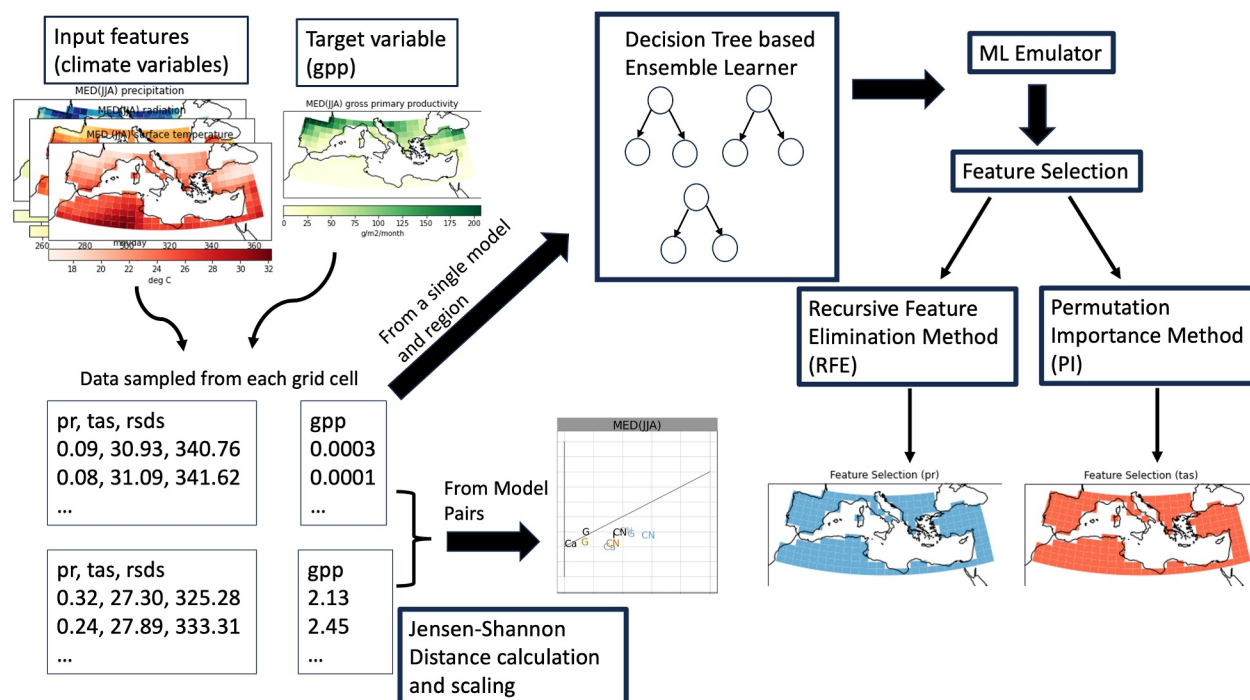 Input features
(climate variables)
Target variable
(gpp)
MED(JJA) precipitation
MED(JJA) radiation
MED (JJA) surface temperature
260 280 300 320 340 360
mm/day
18 20 22 24 26 28 30 32
deg C
MED(JJA) gross primary productivity
0 25 50 75 100 125 150 175 200
g/m2/month
From a single model
and region
Decision Tree based
Ensemble Learner
ML Emulator
Feature Selection
Recursive Feature
Elimination Method
(RFE)
Permutation
Importance Method
(PI)
Feature Selection (pr)
Feature Selection (tas)
Data sampled from each grid cell
pr, tas, rsds
0.09, 30.93, 340.76
0.08, 31.09, 341.62
...
gpp
0.0003
0.0001
...
pr, tas, rsds
0.32, 27.30, 325.28
0.24, 27.89, 333.31
...
gpp
2.13
2.45
...
From Model
Pairs
MED(JJA)
G CN G CN
Ca G CN Ca
Jensen-Shannon
Distance calculation
and scaling